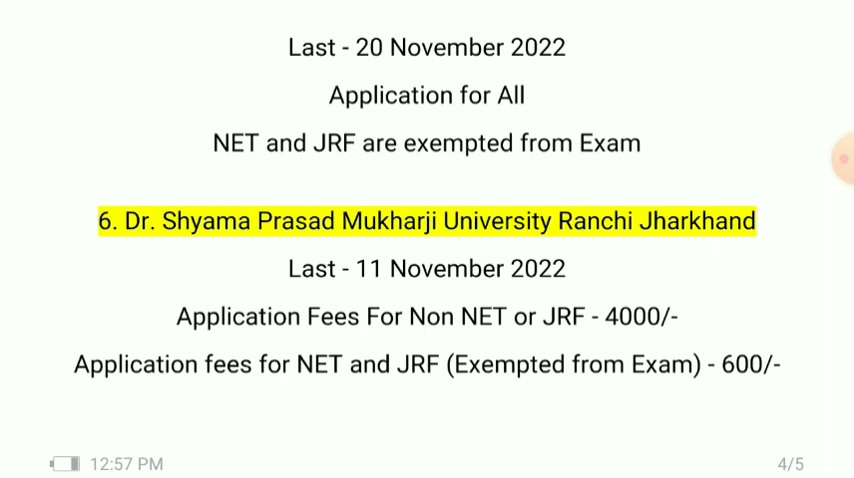 Last - 20 November 2022
Application for All
NET and JRF are exempted from Exam
6. Dr. Shyama Prasad Mukharji University Ranchi Jharkhand
Last - 11 November 2022
Application Fees For Non NET or JRF - 4000/-
Application fees for NET and JRF (Exempted from Exam) - 600/-
12:57 PM
4/5